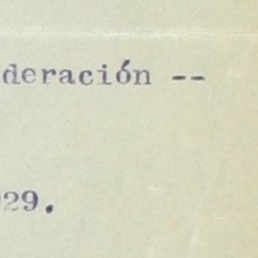 deración --
29.